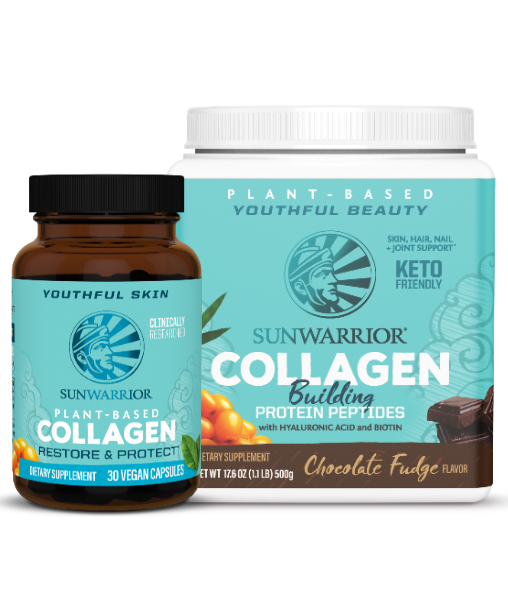 YOUTHFUL SKIN
CLINICALLY
RESEARCHED
SUNWARRIOR
PLANT-BASED
COLLAGEN
RESTORE & PROTECT
DIETARY SUPPLEMENT
30 VEGAN CAPSULES
PLANT-BASED
YOUTHFUL BEAUTY
SKIN, HAIR, NAIL
+ JOINT SUPPORT
KETO
FRIENDLY
SUNWARRIOR®
COLLAGEN
Building
PROTEIN PEPTIDES
with HYALURONIC ACID and BIOTIN
DIETARY SUPPLEMENT
WT 17.6 OZ (1.1 LB) 500g
Chocolate Fudge FLAVOR